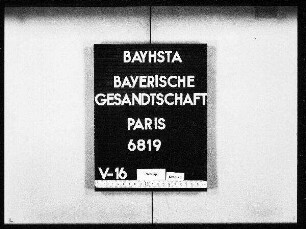 BAYHSTA
BAYERISCHE
GESANDTSCHAFT
PARIS
6819
V-16